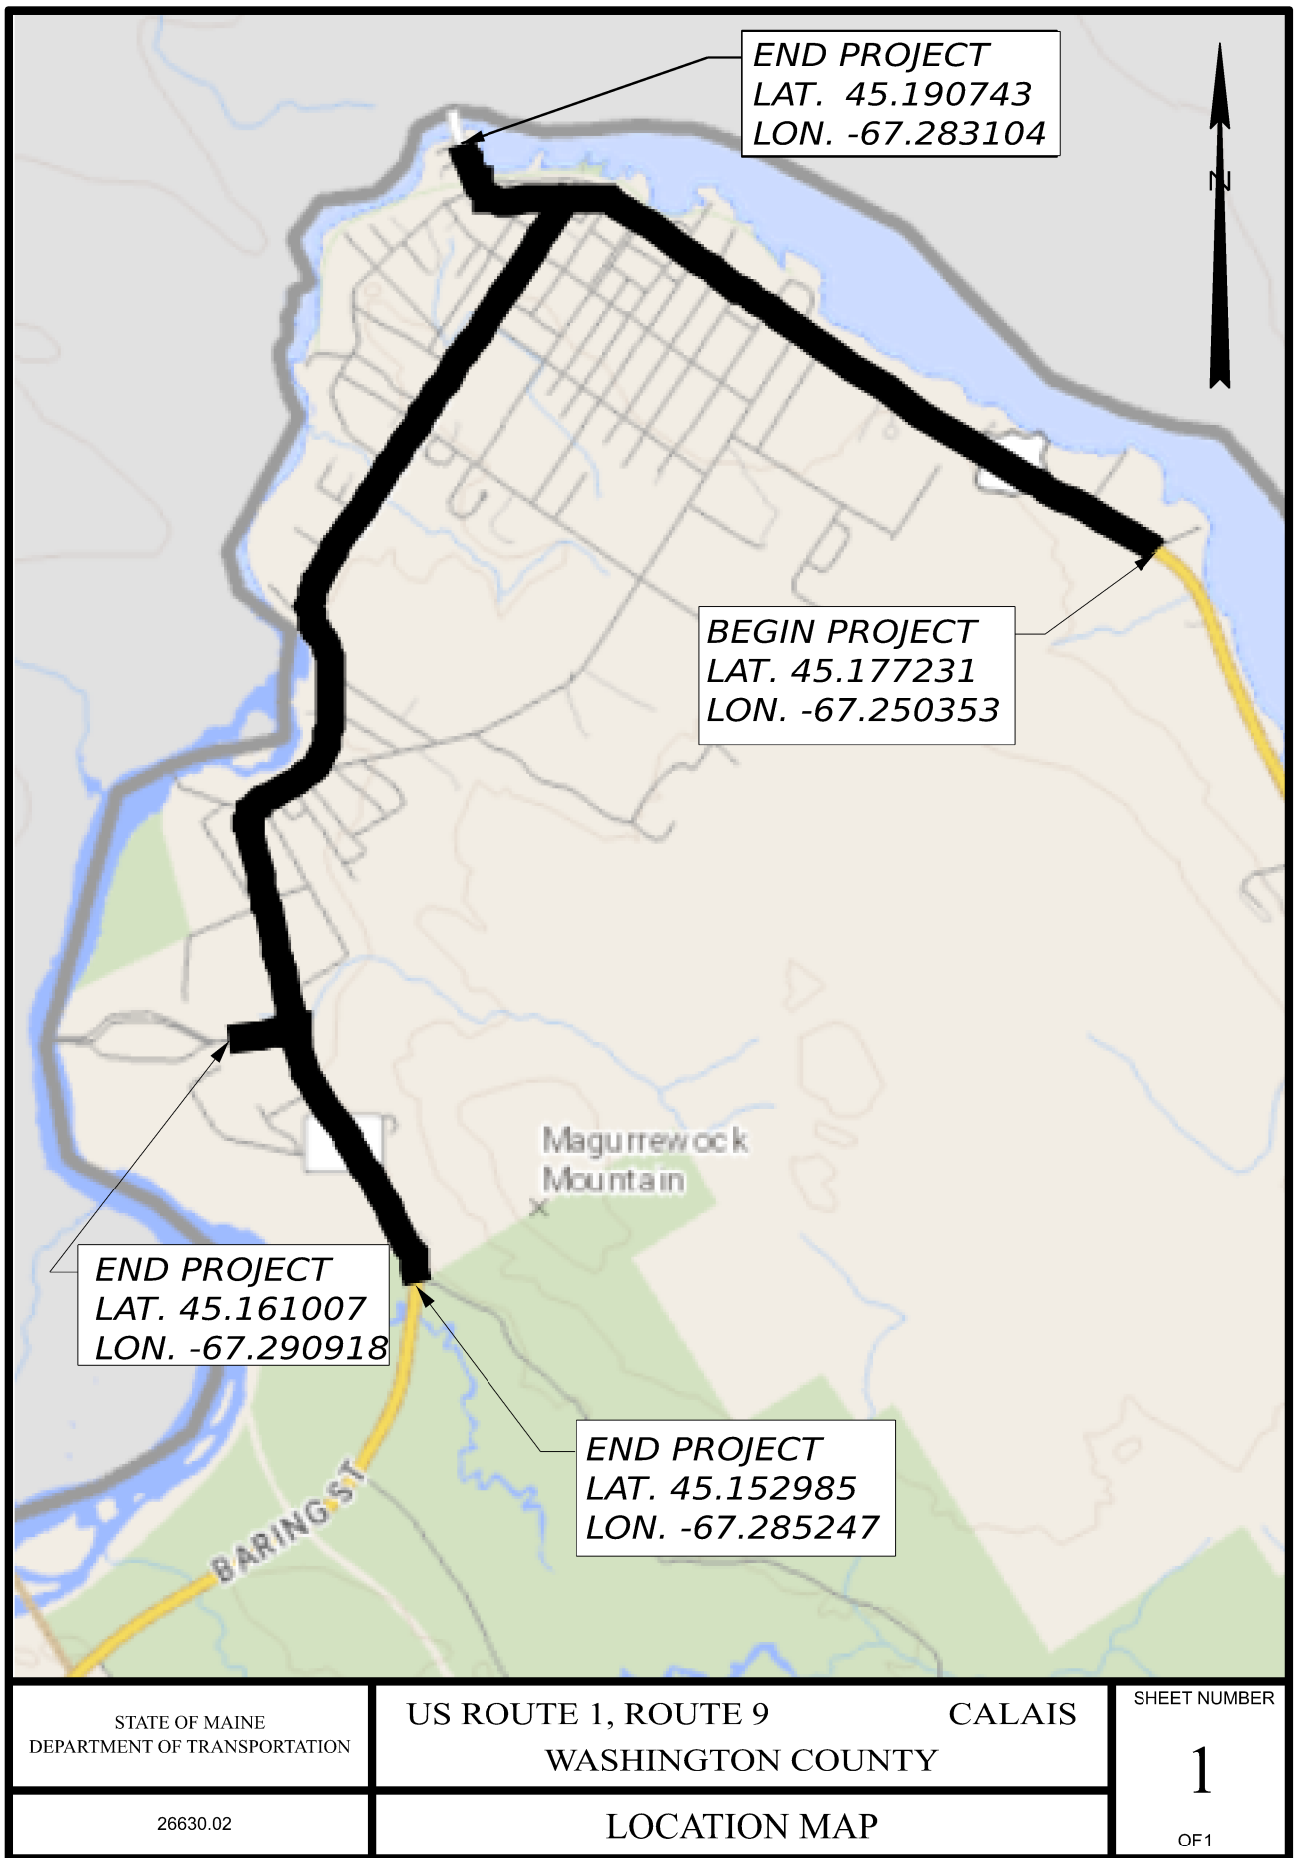 END PROJECT
LAT. 45.190743
LON. -67.283104
N
BEGIN PROJECT
LAT. 45.177231
LON. -67.250353
Magurrewock
Mountain
END PROJECT
LAT. 45.161007
LON. -67.290918
END PROJECT
LAT. 45.152985
LON. -67.285247
BARING ST
STATE OF MAINE
DEPARTMENT OF TRANSPORTATION
US ROUTE 1, ROUTE 9 CALAIS
WASHINGTON COUNTY
SHEET NUMBER
1
OF1
26630.02
LOCATION MAP